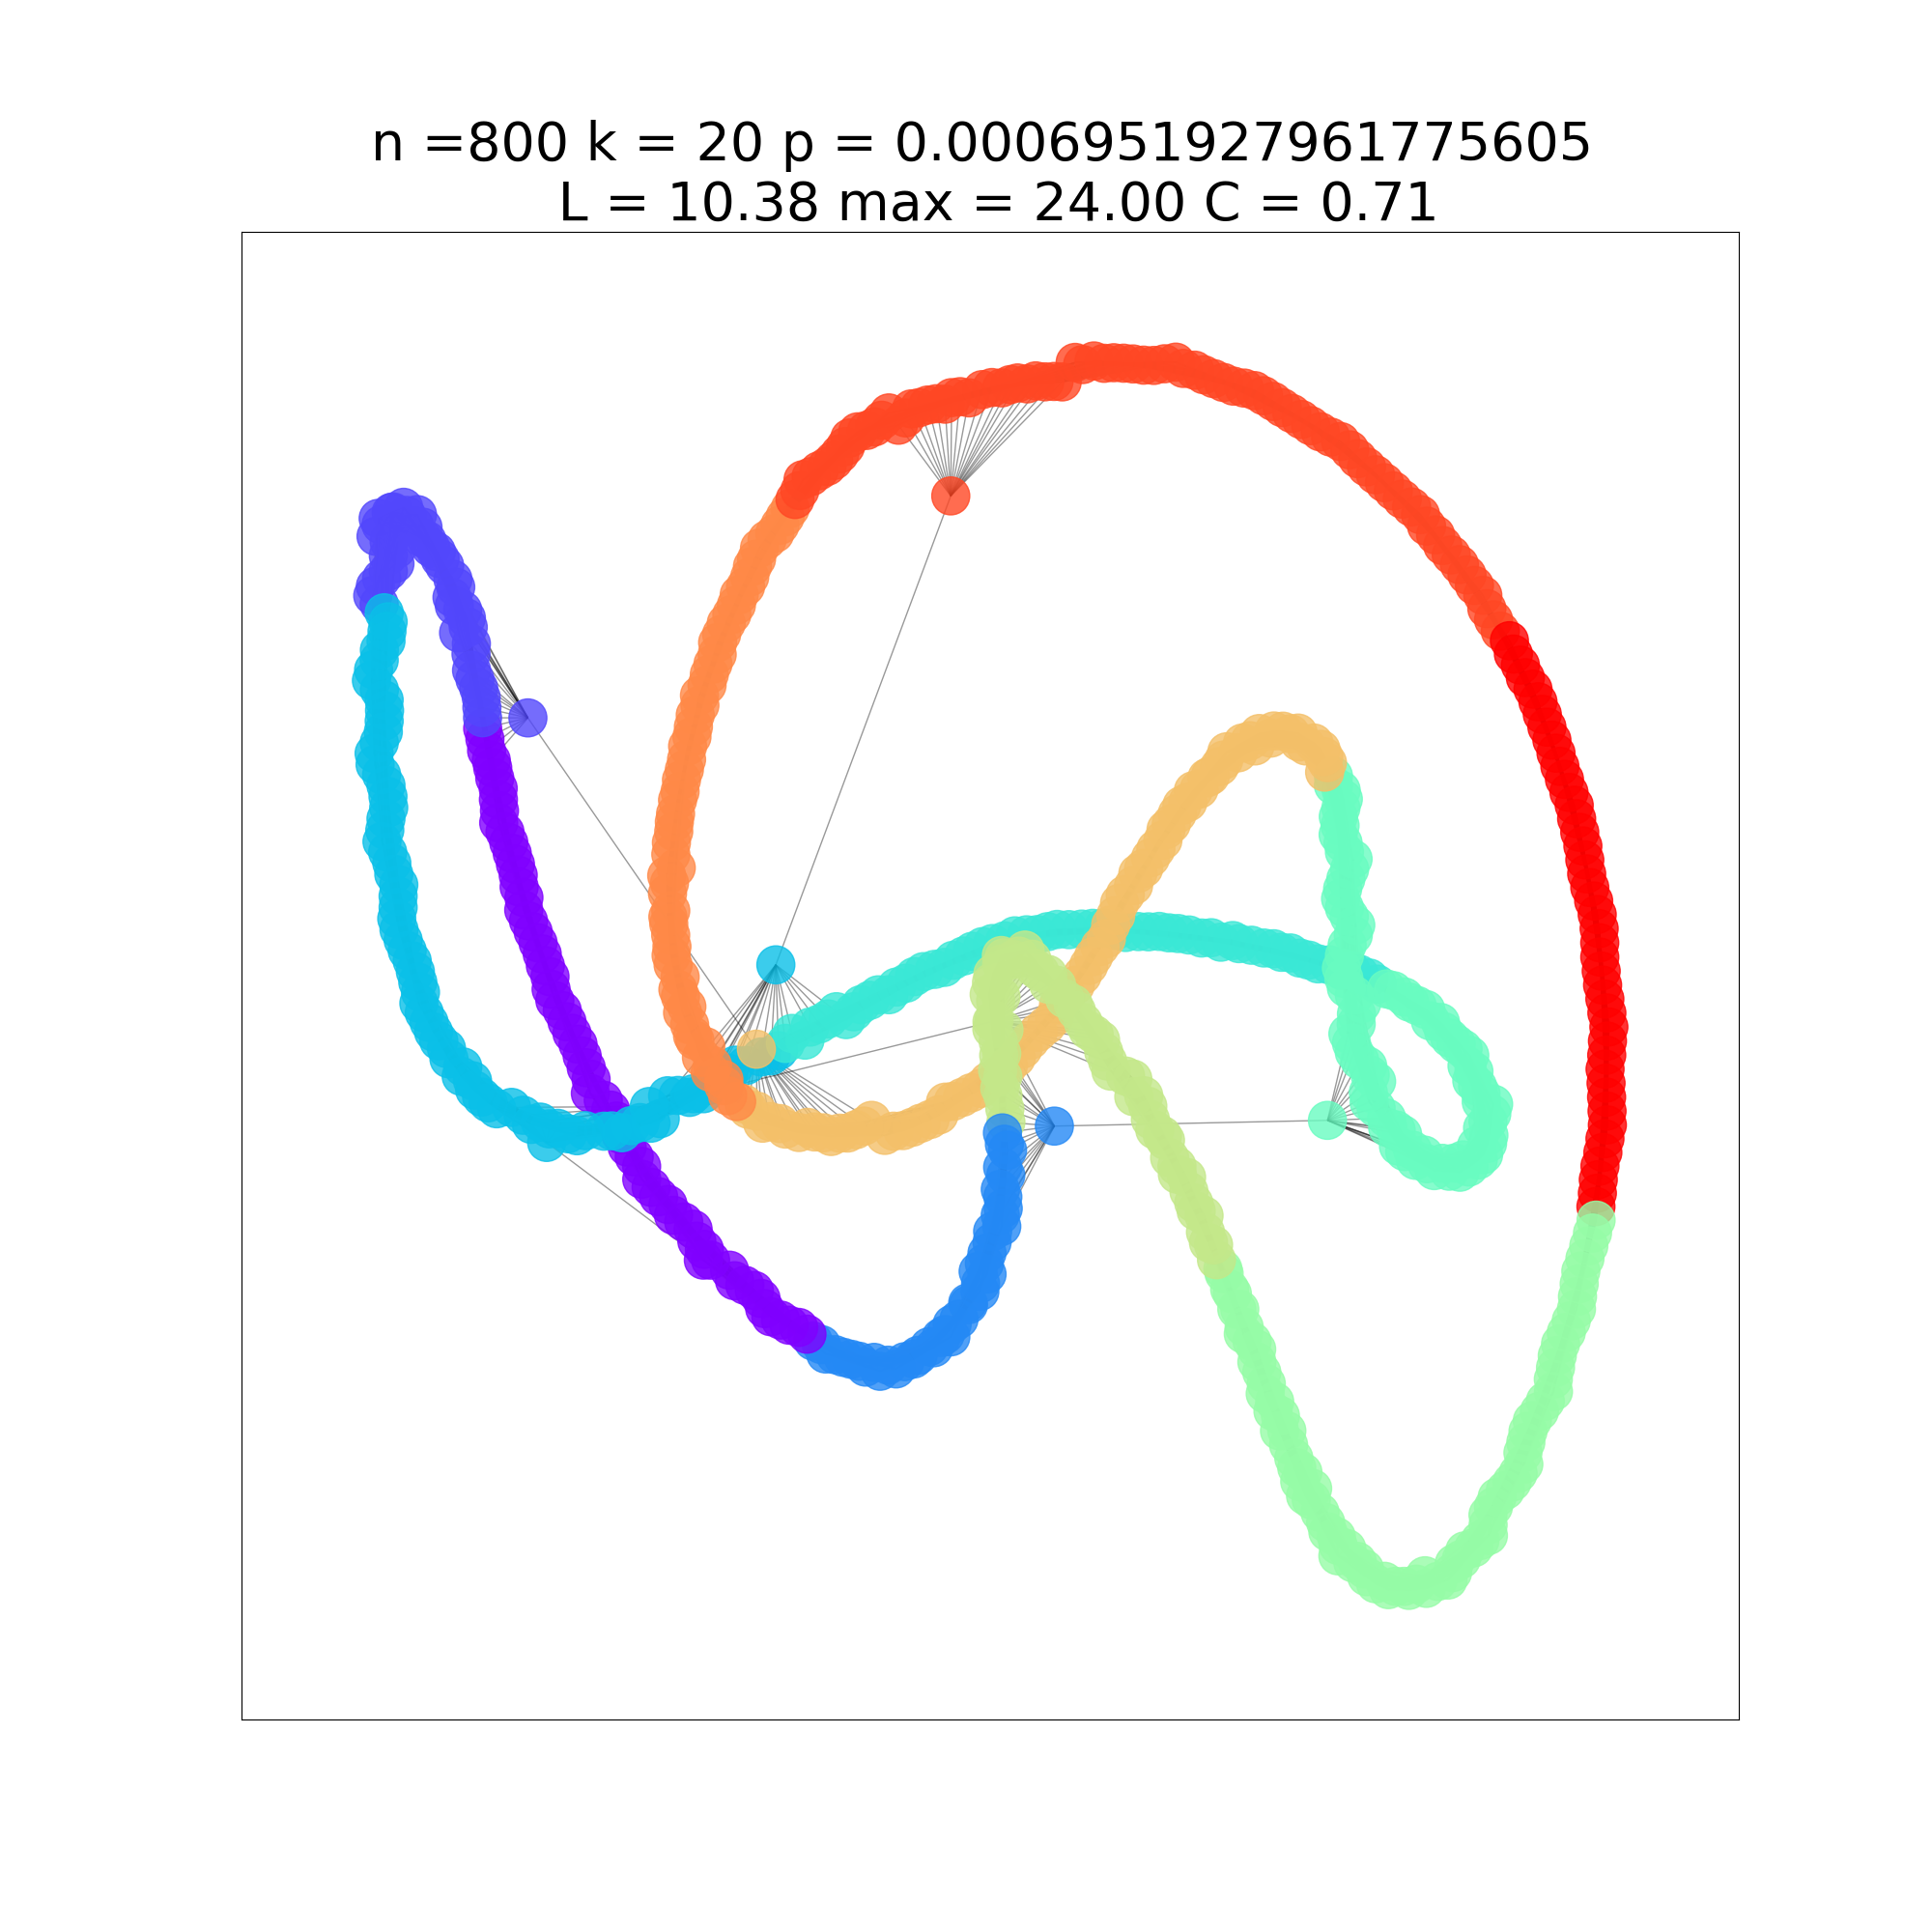 n =800 k = 20 p = 0.0006951927961775605
L = 10.38 max = 24.00 C = 0.71